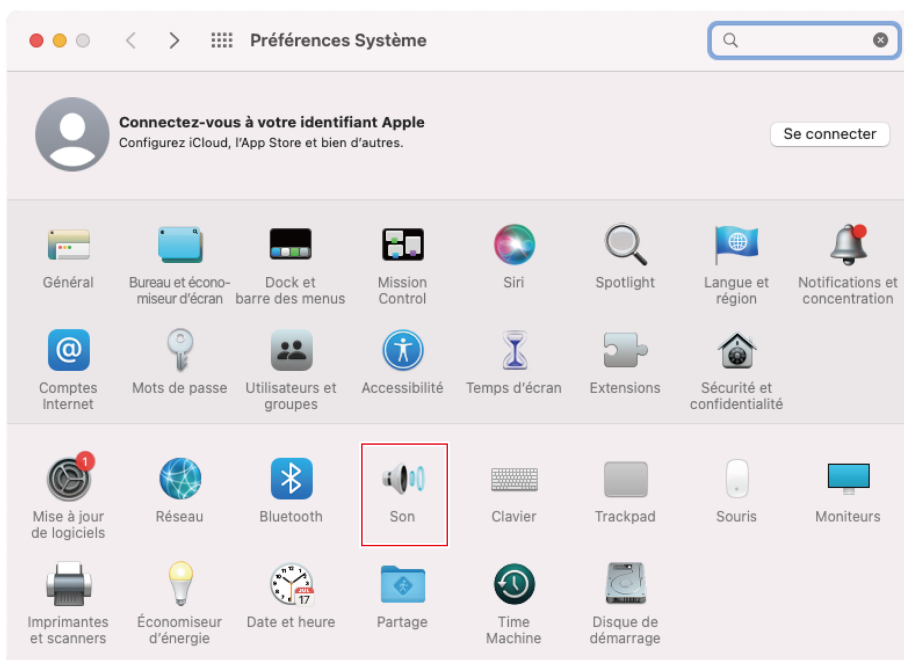 Préférences Système
Connectez-vous à votre identifiant Apple
Configurez iCloud, l'App Store et bien d'autres.
Se connecter
Général
Bureau et écono-
miseur d'écran
Dock et
barre des menus
Mission
Control
Siri
Spotlight
Langue et
région
Notifications et
concentration
Comptes
Internet
Mots de passe
Utilisateurs et
groupes
Accessibilité
Temps d'écran
Extensions
Sécurité et
confidentialité
1
Mise à jour
de logiciels
Réseau
Bluetooth
Son
Clavier
Trackpad
Souris
Moniteurs
Imprimantes
et scanners
Économiseur
d'énergie
JUL
17
Date et heure
Partage
Time
Machine
Disque de
démarrage